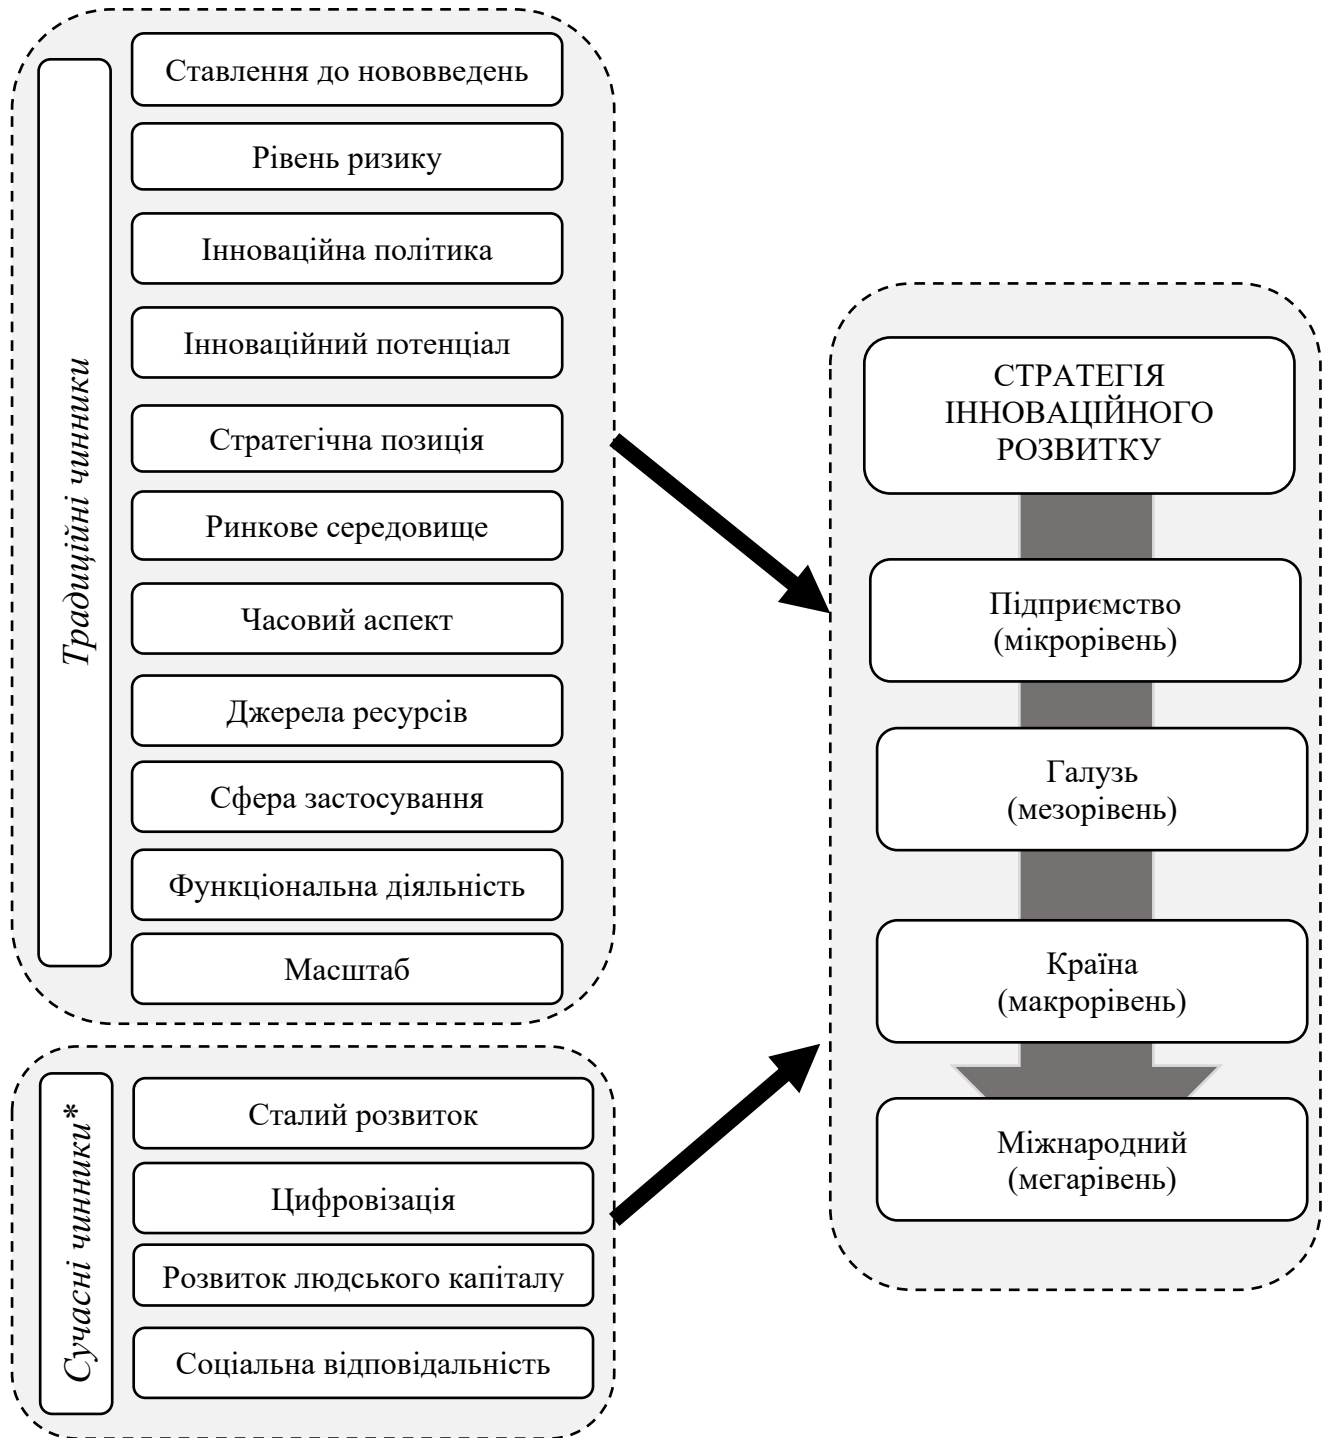 Традиційні чинники
Ставлення до нововведень
Рівень ризику
Інноваційна політика
Інноваційний потенціал
Стратегічна позиція
Ринкове середовище
Часовий аспект
Джерела ресурсів
Сфера застосування
Функціональна діяльність
Масштаб
Сучасні чинники*
Сталий розвиток
Цифровізація
Розвиток людського капіталу
Соціальна відповідальність
СТРАТЕГІЯ
ІННОВАЦІЙНОГО
РОЗВИТКУ
Підприємство
(мікрорівень)
Галузь
(мезорівень)
Країна
(макрорівень)
Міжнародний
(мегарівень)